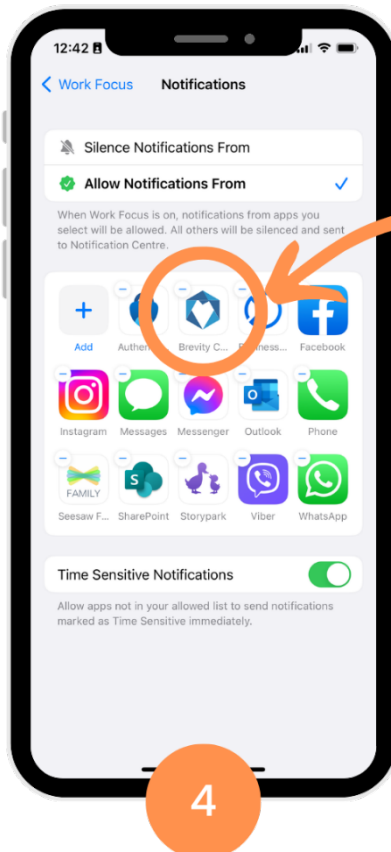 12:42
Work Focus
Notifications
Silence Notifications From
Allow Notifications From
When Work Focus is on, notifications from apps you
select will be allowed. All others will be silenced and sent
to Notification Centre.
Add
Authen...
Brevity C...
Facebook
Instagram
Messages
Messenger
Outlook
Phone
FAMILY
Seesaw F...
SharePoint
Storypark
Viber
WhatsApp
Time Sensitive Notifications
Allow apps not in your allowed list to send notifications
marked as Time Sensitive immediately.
4